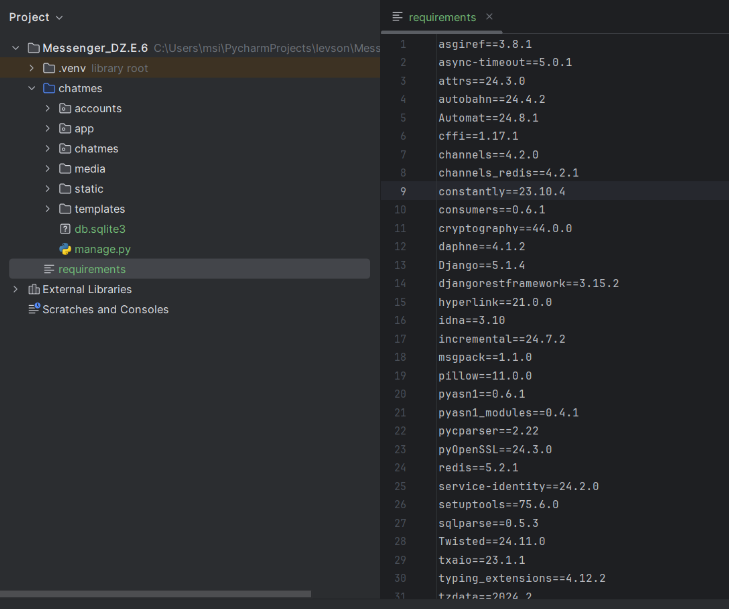 Project
Messenger_DZ.E.6 C:\Users\msi\PycharmProjects\levson\Mess
.venv library root
chatmes
accounts
app
chatmes
media
static
templates
db.sqlite3
manage.py
requirements
External Libraries
Scratches and Consoles
requirements
1 asgiref==3.8.1
2 async-timeout==5.0.1
3 attrs==24.3.0
4 autobahn==24.4.2
5 Automat==24.8.1
6 cffi==1.17.1
7 channels==4.2.0
8 channels_redis==4.2.1
9 constantly==23.10.4
10 consumers==0.6.1
11 cryptography==44.0.0
12 daphne==4.1.2
13 Django==5.1.4
14 djangorestframework==3.15.2
15 hyperlink==21.0.0
16 idna==3.10
17 incremental==24.7.2
18 msgpack==1.1.0
19 pillow==11.0.0
20 pyasn1==0.6.1
21 pyasn1_modules==0.4.1
22 pycparser==2.22
23 pyOpenSSL==24.3.0
24 redis==5.2.1
25 service-identity==24.2.0
26 setuptools==75.6.0
27 sqlparse==0.5.3
28 Twisted==24.11.0
29 txaio==23.1.1
30 typing_extensions==4.12.2
31 tzdata==2024.2